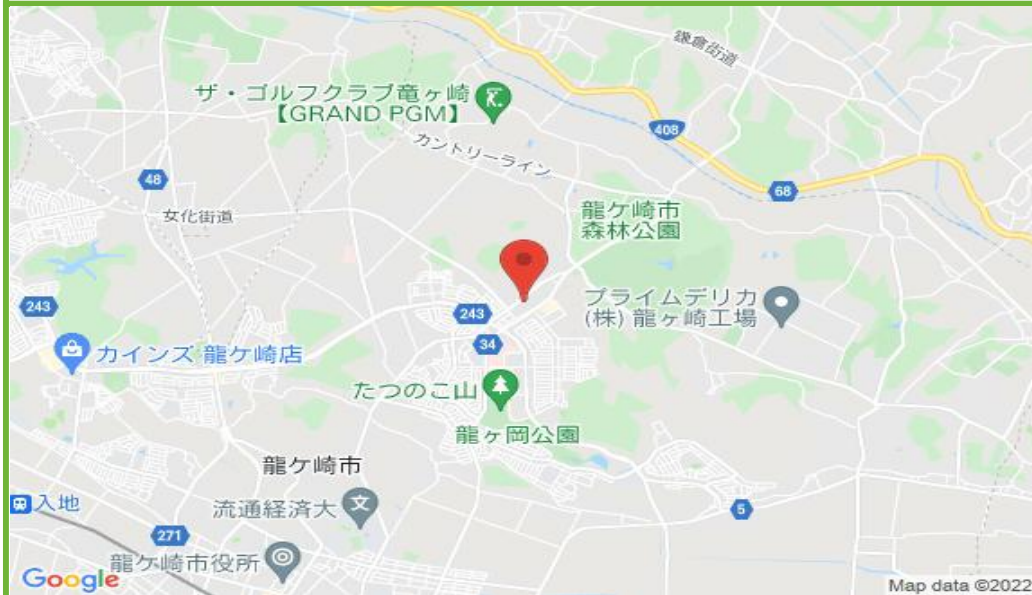 鎌倉街道
ザ・ゴルフクラブ竜ヶ崎
【GRAND PGM】
408
カントリーライン
48
68
女化街道
龍ケ崎市
森林公園
243
プライムデリカ
(株) 龍ヶ崎工場
243
34
カインズ 龍ケ崎店
たつのこ山
龍ヶ岡公園
龍ケ崎市
入地
流通経済大
文
5
271
龍ケ崎市役所
Google
Map data ©2022